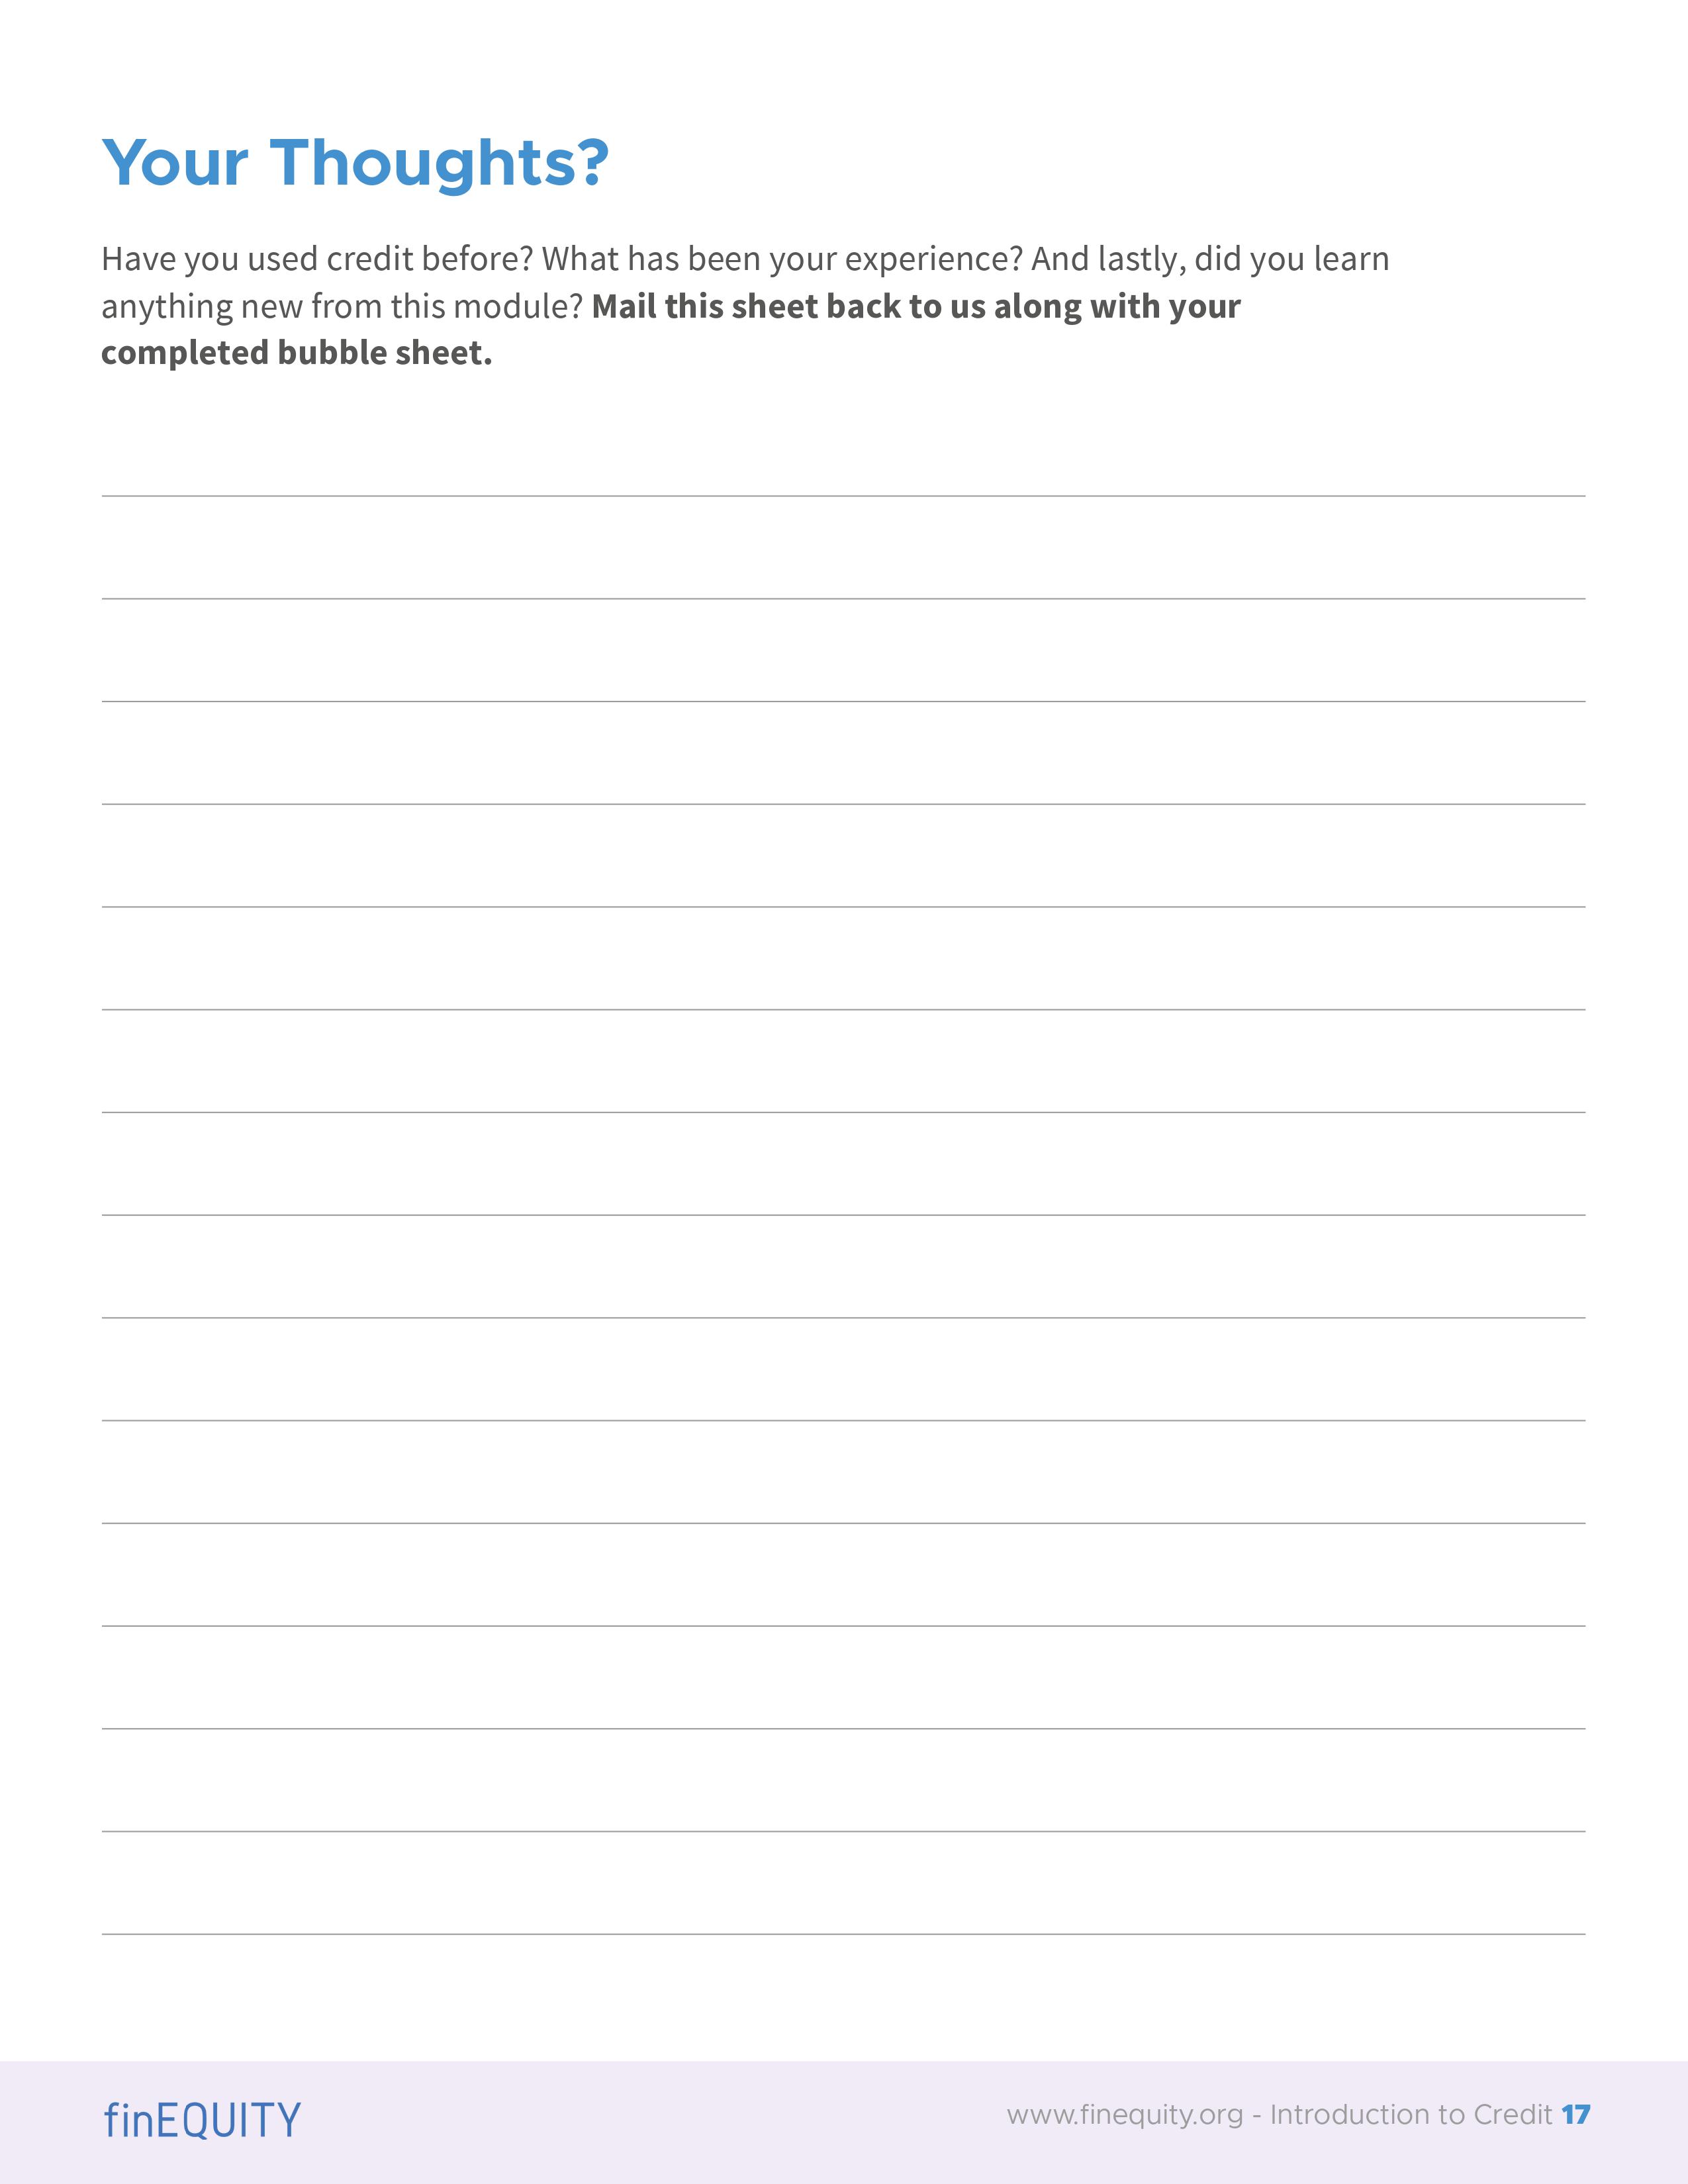 Your Thoughts?
Have you used credit before? What has been your experience? And lastly, did you learn
anything new from this module? Mail this sheet back to us along with your
completed bubble sheet.
finEQUITY
www.finequity.org - Introduction to Credit 17